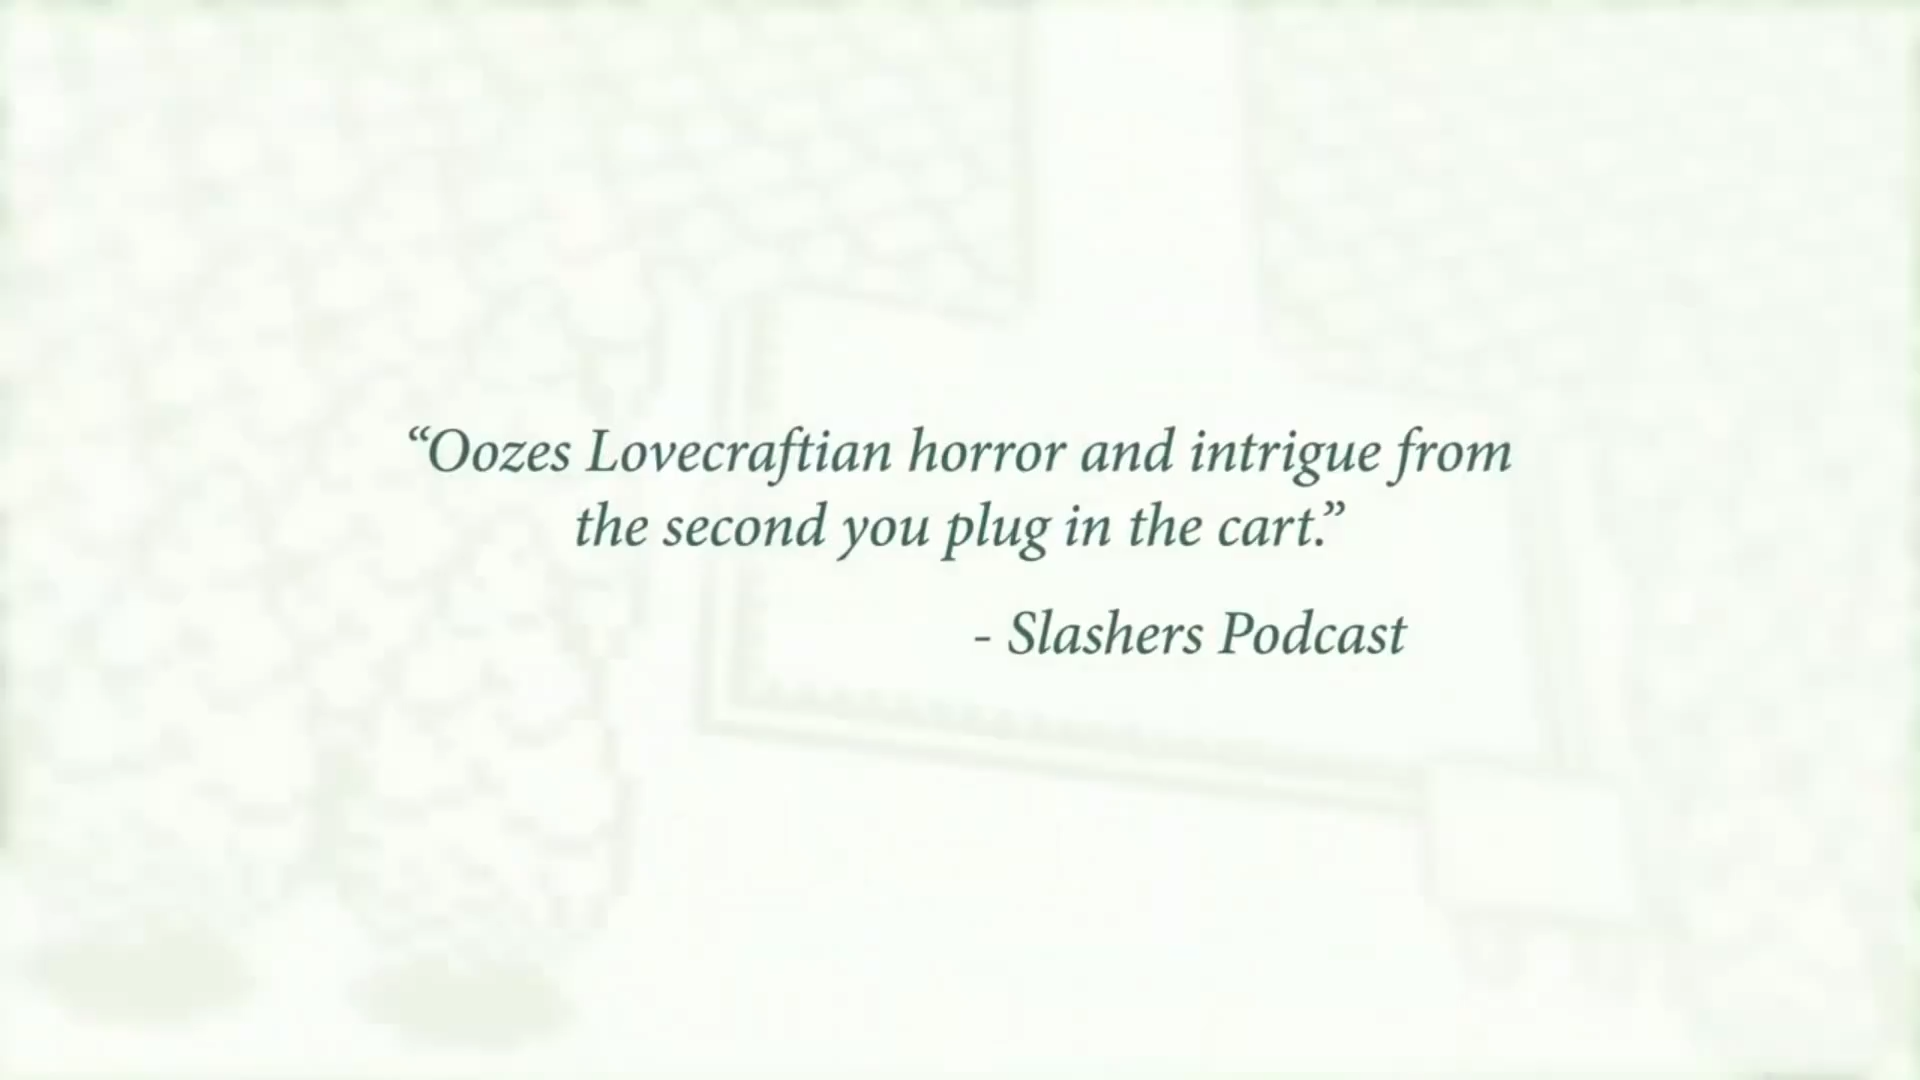 “Oozes Lovecraftian horror and intrigue from
the second you plug in the cart.”
- Slashers Podcast